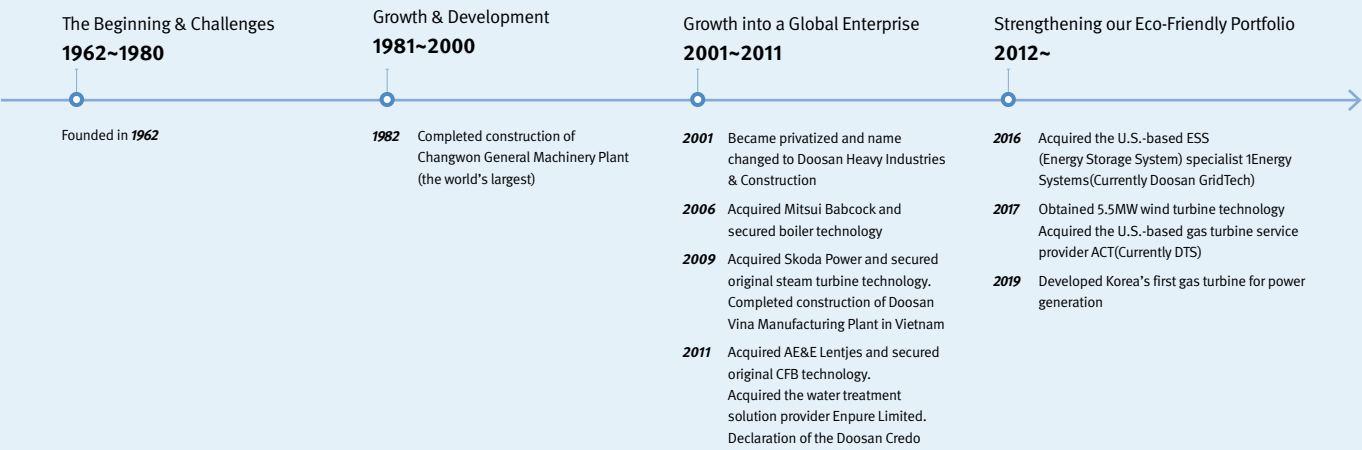 The Beginning & Challenges
1962~1980
Founded in 1962
Growth & Development
1981~2000
1982 Completed construction of
Changwon General Machinery Plant
(the world's largest)
Growth into a Global Enterprise
2001~2011
2001 Became privatized and name
changed to Doosan Heavy Industries
& Construction
2006 Acquired Mitsui Babcock and
secured boiler technology
2009 Acquired Skoda Power and secured
original steam turbine technology.
Completed construction of Doosan
Vina Manufacturing Plant in Vietnam
2011 Acquired AE&E Lentjes and secured
original CFB technology.
Acquired the water treatment
solution provider Enpure Limited.
Declaration of the Doosan Credo
Strengthening our Eco-Friendly Portfolio
2012~
2016 Acquired the U.S.-based ESS
(Energy Storage System) specialist 1Energy
Systems(Currently Doosan GridTech)
2017 Obtained 5.5MW wind turbine technology
Acquired the U.S.-based gas turbine service
provider ACT(Currently DTS)
2019 Developed Korea's first gas turbine for power
generation